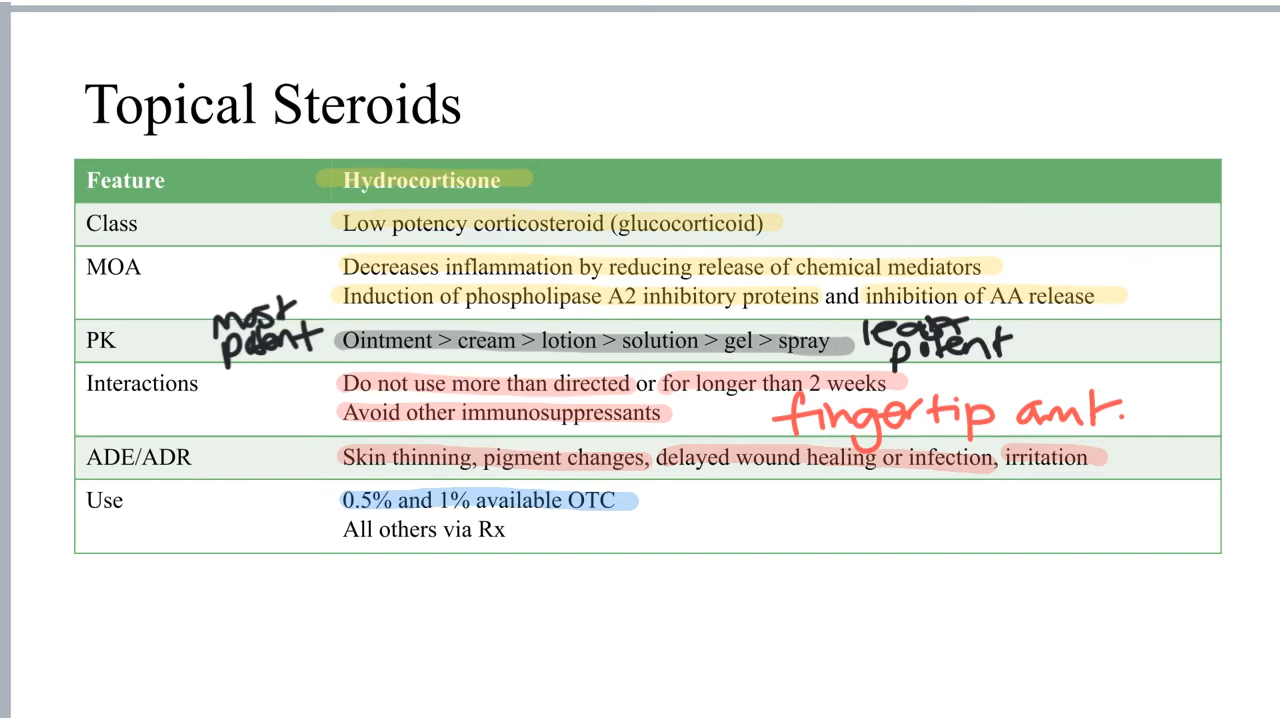 Topical Steroids
Feature Hydrocortisone
Class Low potency corticosteroid (glucocorticoid)
MOA Decreases inflammation by reducing release of chemical mediators
Induction of phospholipase A2 inhibitory proteins and inhibition of AA release
most
potent
PK Ointment > cream > lotion > solution > gel > spray
least
potent
Interactions Do not use more than directed or for longer than 2 weeks
Avoid other immunosuppressants
fingertip amt.
ADE/ADR Skin thinning, pigment changes, delayed wound healing or infection, irritation
Use 0.5% and 1% available OTC
All others via Rx